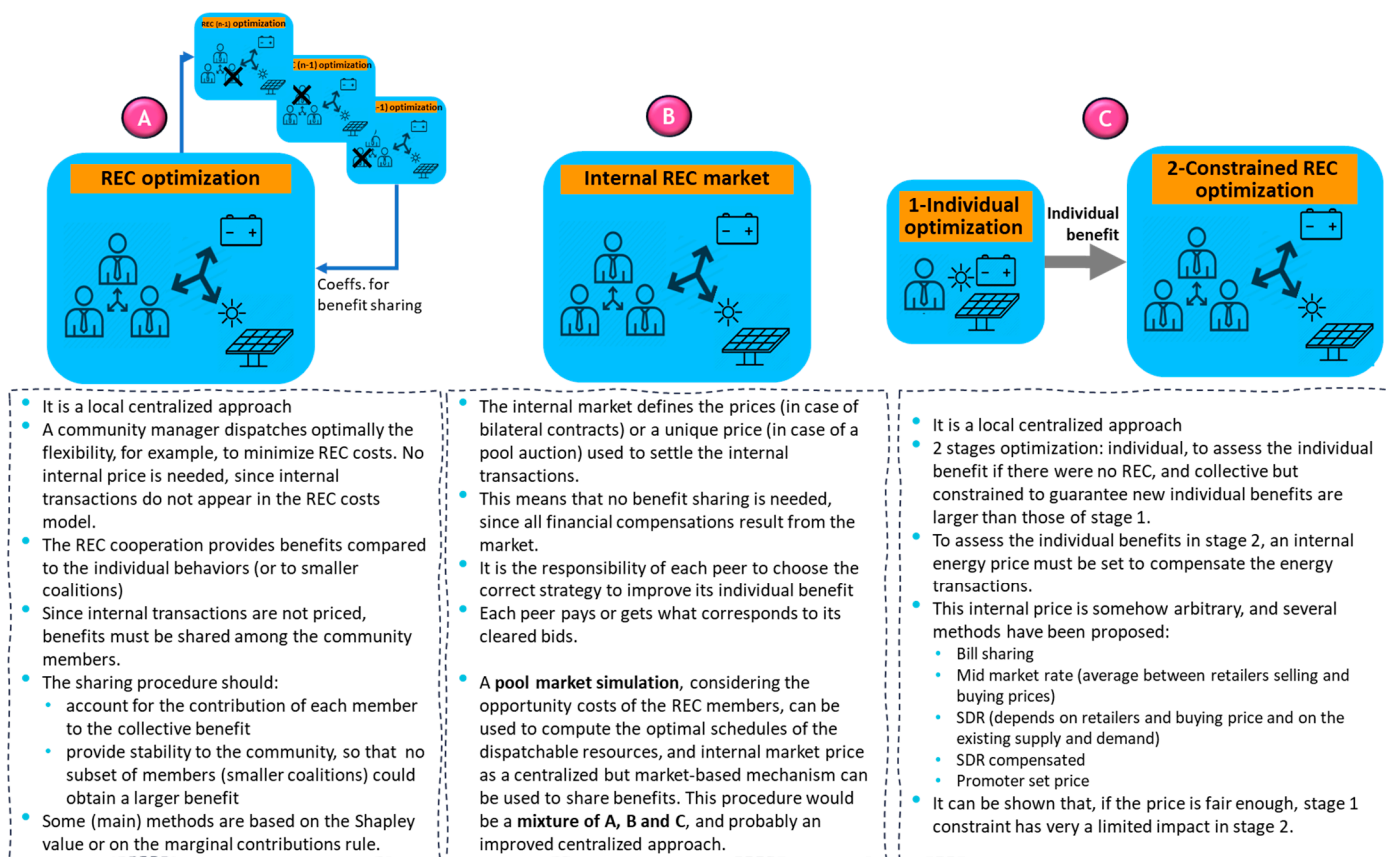 REC (n-1) optimization
(n-1) optimization
-1) optimization
A
REC optimization
Coeffs. for
benefit sharing
It is a local centralized approach
A community manager dispatches optimally the
flexibility, for example, to minimize REC costs. No
internal price is needed, since internal
transactions do not appear in the REC costs
model.
The REC cooperation provides benefits compared
to the individual behaviors (or to smaller
coalitions)
Since internal transactions are not priced,
benefits must be shared among the community
members.
The sharing procedure should:
account for the contribution of each member
to the collective benefit
provide stability to the community, so that no
subset of members (smaller coalitions) could
obtain a larger benefit
Some (main) methods are based on the Shapley
value or on the marginal contributions rule.
B
Internal REC market
The internal market defines the prices (in case of
bilateral contracts) or a unique price (in case of a
pool auction) used to settle the internal
transactions.
This means that no benefit sharing is needed,
since all financial compensations result from the
market.
It is the responsibility of each peer to choose the
correct strategy to improve its individual benefit
Each peer pays or gets what corresponds to its
cleared bids.
A pool market simulation, considering the
opportunity costs of the REC members, can be
used to compute the optimal schedules of the
dispatchable resources, and internal market price
as a centralized but market-based mechanism can
be used to share benefits. This procedure would
be a mixture of A, B and C, and probably an
improved centralized approach.
C
1-Individual
optimization
Individual
benefit
2-Constrained REC
optimization
It is a local centralized approach
2 stages optimization: individual, to assess the individual
benefit if there were no REC, and collective but
constrained to guarantee new individual benefits are
larger than those of stage 1.
To assess the individual benefits in stage 2, an internal
energy price must be set to compensate the energy
transactions.
This internal price is somehow arbitrary, and several
methods have been proposed:
Bill sharing
Mid market rate (average between retailers selling and
buying prices)
SDR (depends on retailers and buying price and on the
existing supply and demand)
SDR compensated
Promoter set price
It can be shown that, if the price is fair enough, stage 1
constraint has very a limited impact in stage 2.